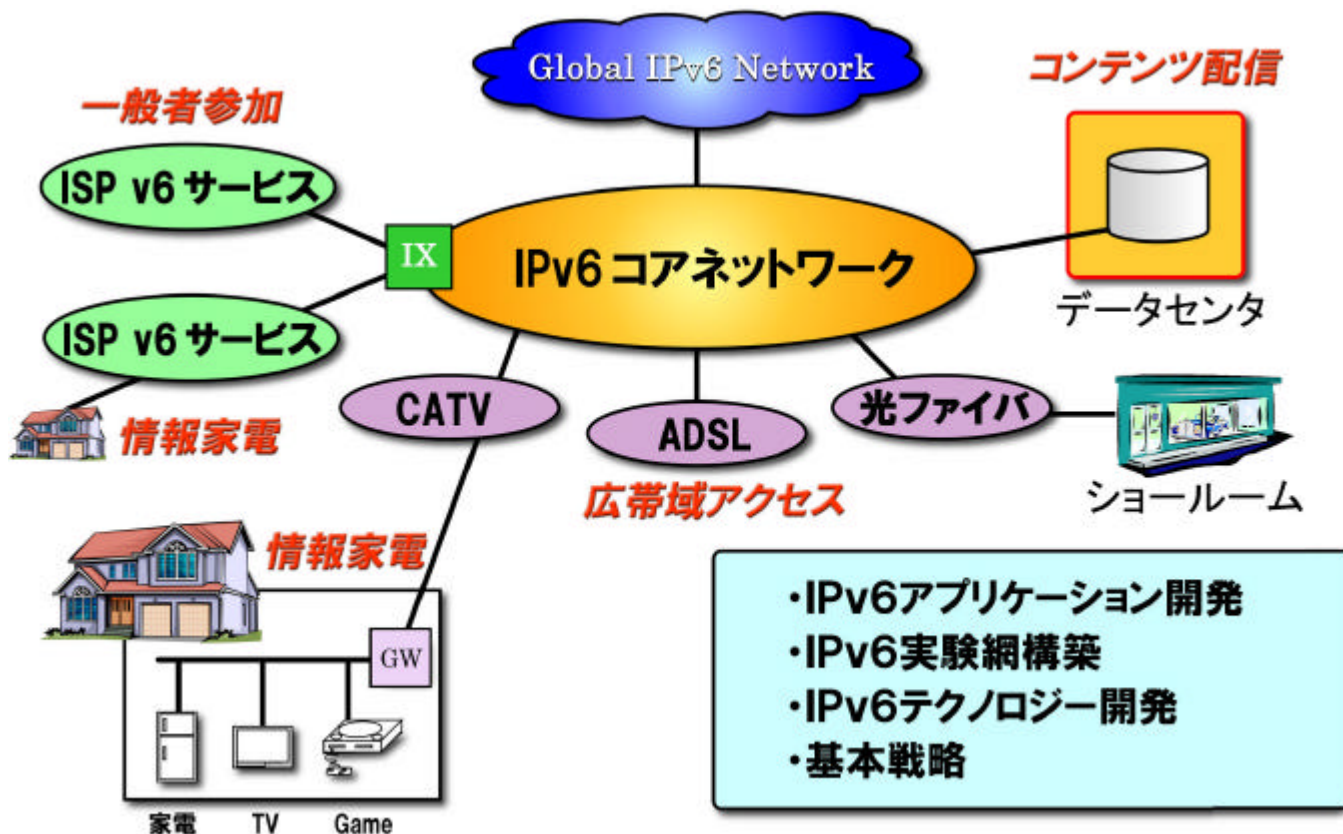 Global IPv6 Network
コンテンツ配信
一般者参加
ISP v6 サービス
IX
IPv6 コアネットワーク
データセンタ
ISP v6 サービス
CATV
光ファイバ
ADSL
情報家電
広帯域アクセス
ショールーム
情報家電
GW
家電
TV
Game
・IPv6アプリケーション開発
・IPv6実験網構築
・IPv6テクノロジー開発
・基本戦略